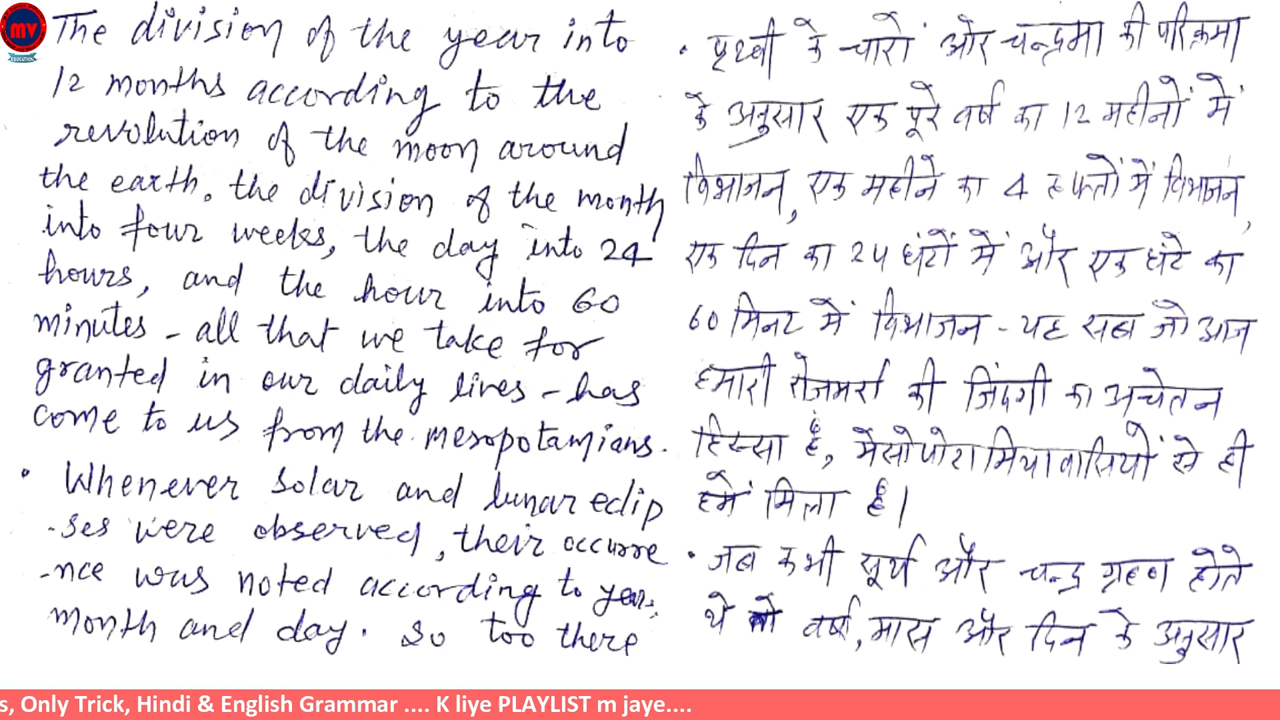 mv
EDUCATION
The division of the year into
12 months according to the
revolution of the moon around
the earth. the division of the month
into four weeks, the day into 24
hours, and the hour into 60
minutes - all that we take for
granted in our daily lives - has
come to us from the mesopotamians.
• Whenever solar and lunar eclip
-ses were observed, their occurre
-nce was noted according to year,
month and day. so too there
• पृथ्वी के चारों ओर चन्द्रमा की परिक्रमा
के अनुसार एक पूरे वर्ष का 12 महीनों में
विभाजन, एक महीने का 4 हफ्तों में विभाजन,
एक दिन का 24 घंटों में और एक घंटे का
60 मिनट में विभाजन - यह सब जो आज
हमारी रोजमर्रा की जिंदगी का अचेतन
हिस्सा है, मेसोपोटामियावासियों से ही
हमें मिला है।
• जब कभी सूर्य और चन्द्र ग्रहण होते
थे तो वर्ष, मास और दिन के अनुसार
s, Only Trick, Hindi & English Grammar .... K liye PLAYLIST m jaye....